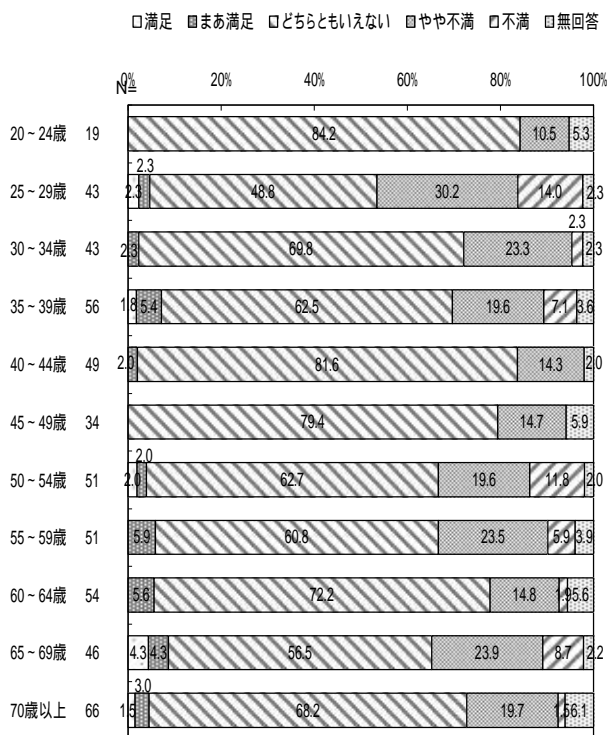 満足 まあ満足 どちらともいえない やや不満 不満 無回答
0% 20% 40% 60% 80% 100%
N=
20~24歳 19 84.2 10.5 5.3
2.3
25~29歳 43 2.3 48.8 30.2 14.0 2.3
2.3
30~34歳 43 2.3 69.8 23.3 2.3
35~39歳 56 1.8 5.4 62.5 19.6 7.1 3.6
40~44歳 49 2.0 81.6 14.3 2.0
45~49歳 34 79.4 14.7 5.9
2.0
50~54歳 51 2.0 62.7 19.6 11.8 2.0
55~59歳 51 5.9 60.8 23.5 5.9 3.9
60~64歳 54 5.6 72.2 14.8 1.9 5.6
65~69歳 46 4.3 4.3 56.5 23.9 8.7 2.2
3.0
70歳以上 66 1.5 68.2 19.7 1.5 6.1